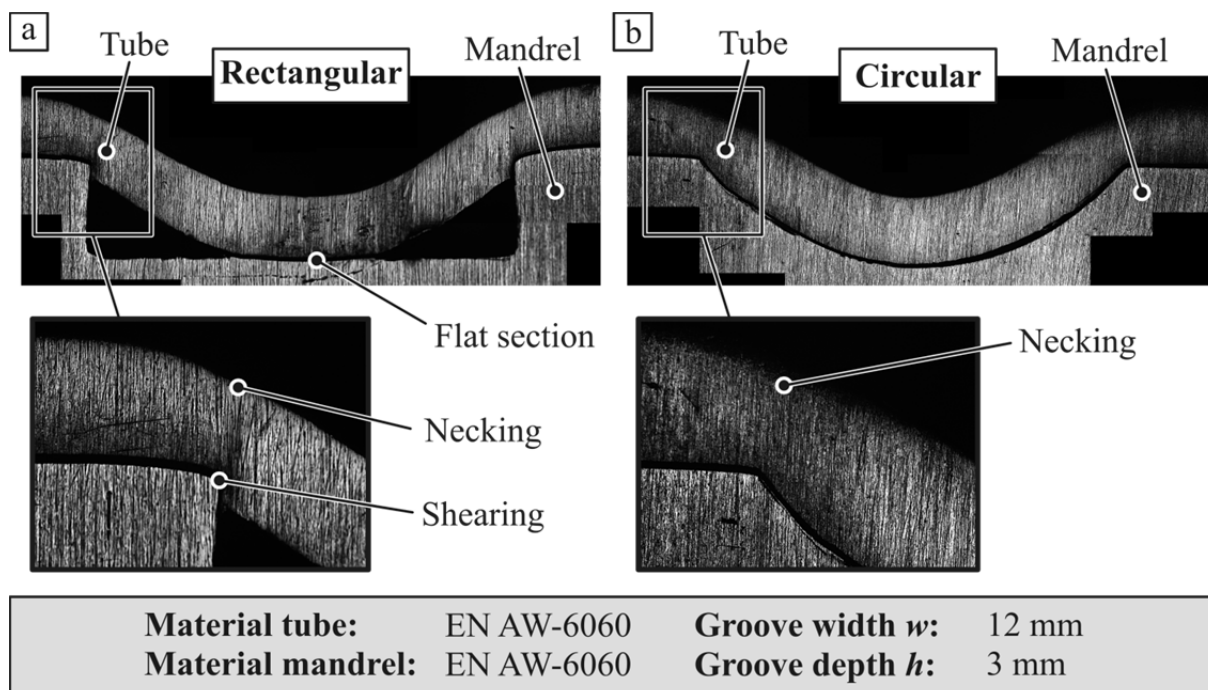 a
Tube
Rectangular
Mandrel
Flat section
Necking
Shearing
b
Tube
Circular
Mandrel
Necking
Material tube: EN AW-6060 Groove width w: 12 mm
Material mandrel: EN AW-6060 Groove depth h: 3 mm